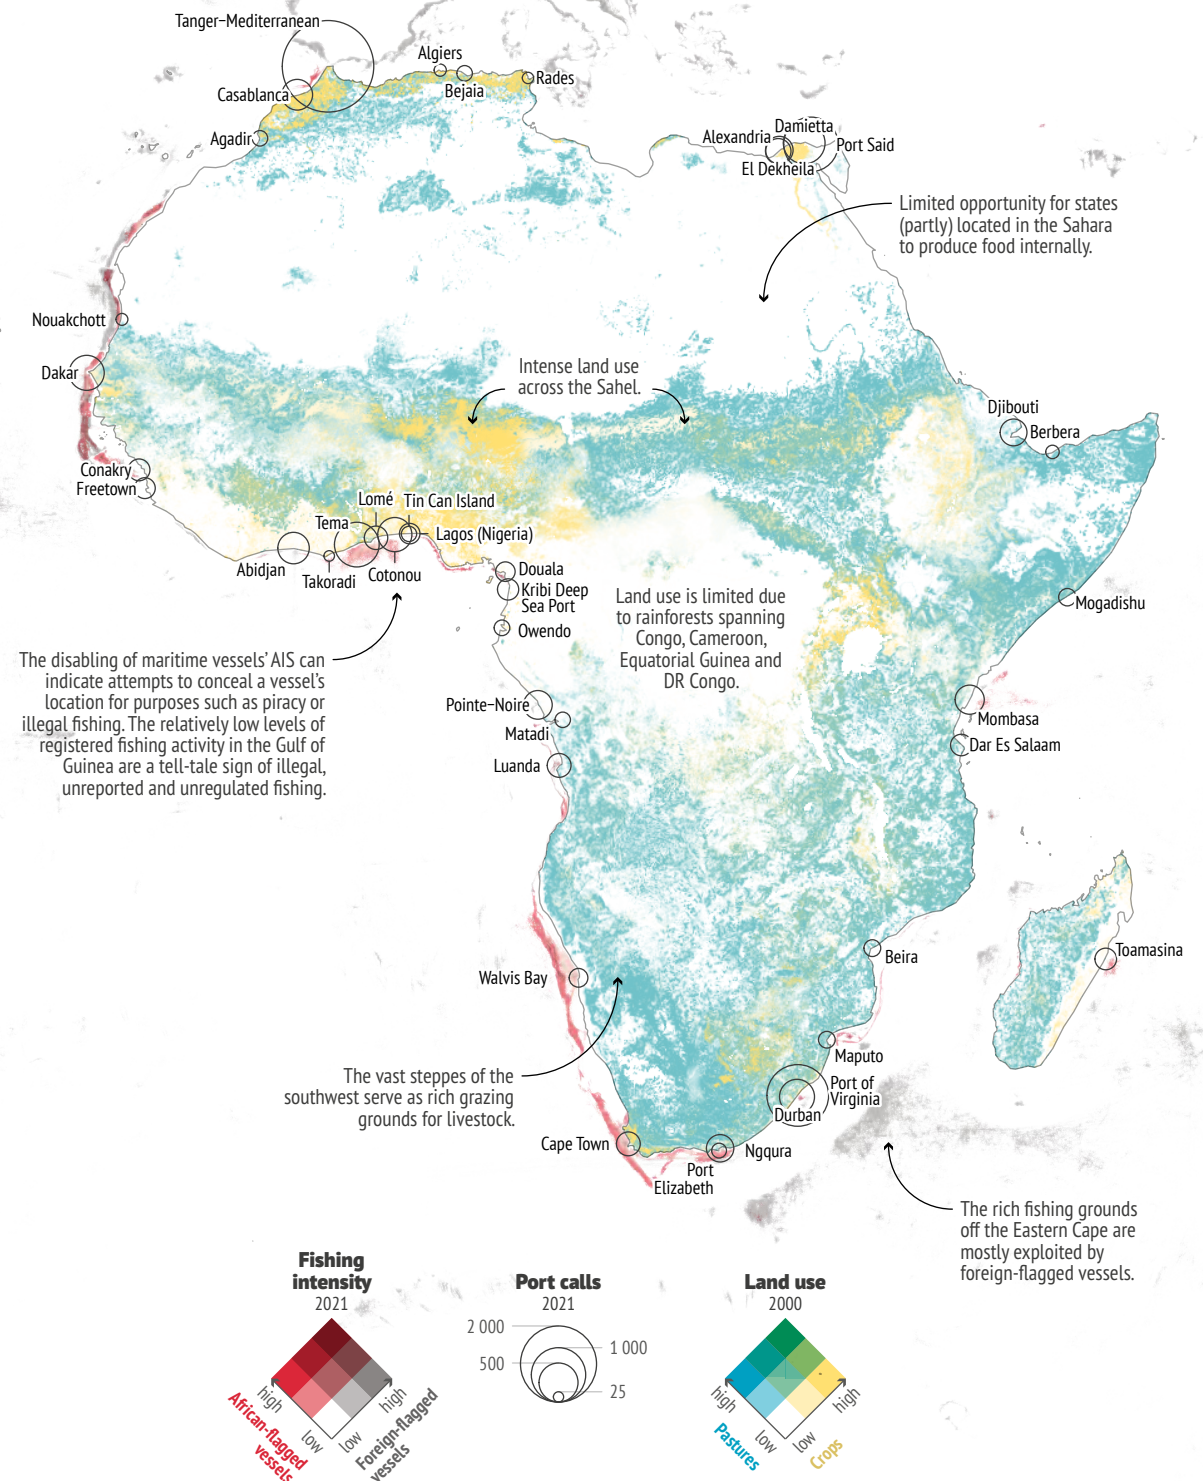 Tanger-Mediterranean
Algiers
Bejaia
Rades
Casablanca
Agadir
Alexandria
Damietta
Port Said
El Dekheila
Limited opportunity for states
(partly) located in the Sahara
to produce food internally.
Nouakchott
Dakar
Intense land use
across the Sahel.
Djibouti
Berbera
Conakry
Freetown
Lomé
Tin Can Island
Tema
Lagos (Nigeria)
Abidjan
Takoradi
Cotonou
Douala
Kribi Deep
Sea Port
Owendo
Land use is limited due
to rainforests spanning
Congo, Cameroon,
Equatorial Guinea and
DR Congo.
Mogadishu
The disabling of maritime vessels’ AIS can
indicate attempts to conceal a vessel’s
location for purposes such as piracy or
illegal fishing. The relatively low levels of
registered fishing activity in the Gulf of
Guinea are a tell-tale sign of illegal,
unreported and unregulated fishing.
Pointe-Noire
Matadi
Luanda
Mombasa
Dar Es Salaam
Walvis Bay
Beira
Toamasina
Maputo
The vast steppes of the
southwest serve as rich grazing
grounds for livestock.
Port of
Virginia
Durban
Cape Town
Ngqura
Port
Elizabeth
The rich fishing grounds
off the Eastern Cape are
mostly exploited by
foreign-flagged vessels.
Fishing
intensity
2021
high
high
low
low
African-flagged
vessels
Foreign-flagged
vessels
Port calls
2021
2 000
1 000
500
25
Land use
2000
high
high
low
low
Pastures
Crops